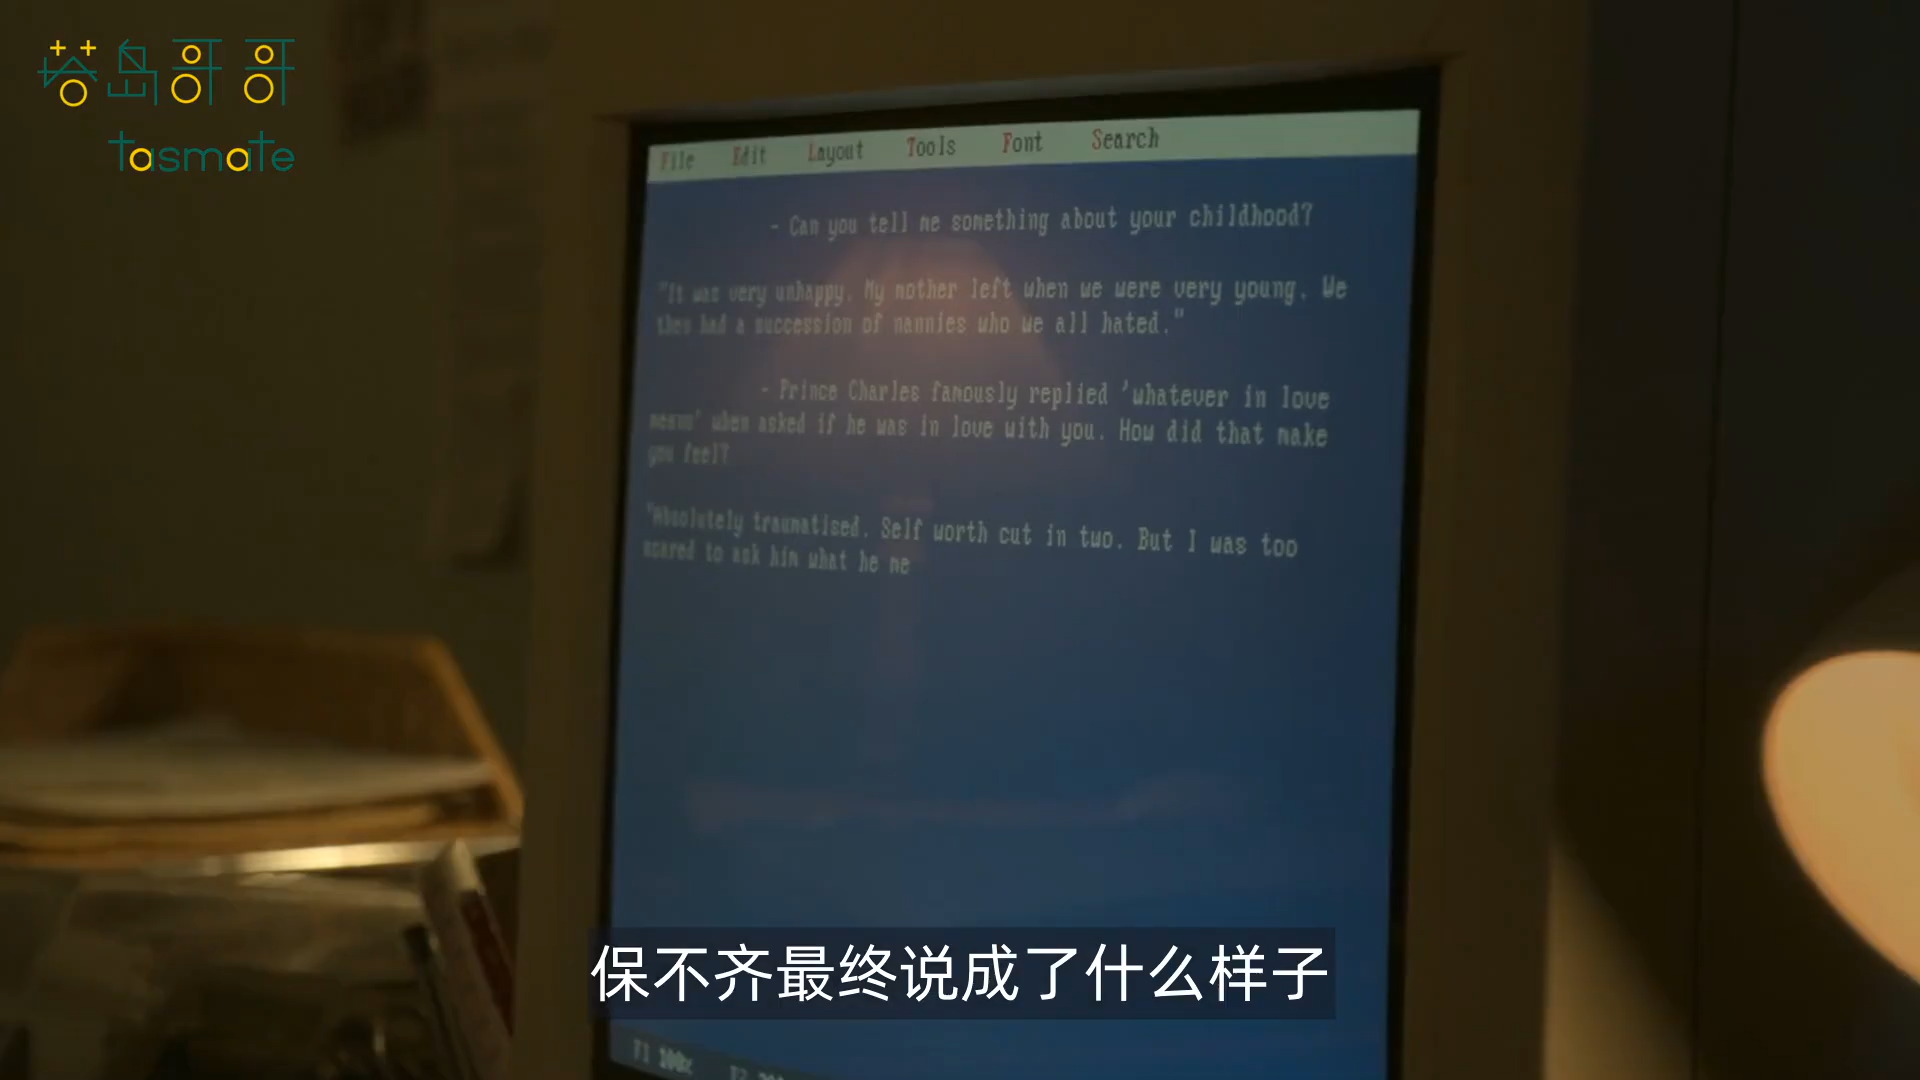 塔岛哥哥
tasmate
File Edit Layout Tools Font Search
- Can you tell me something about your childhood?
"It was very unhappy. My mother left when we were very young. We
then had a succession of nannies who we all hated."
- Prince Charles famously replied 'whatever in love
means' when asked if he was in love with you. How did that make
you feel?
"Absolutely traumatised. Self worth cut in two. But I was too
scared to ask him what he me
保不齐最终说成了什么样子
F1 100%
F2